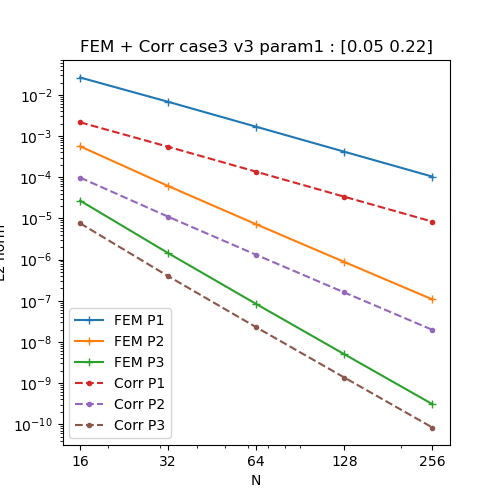 FEM + Corr case3 v3 param1 : [0.05 0.22]
10⁻²
10⁻³
10⁻⁴
10⁻⁵
10⁻⁶
10⁻⁷
10⁻⁸
10⁻⁹
10⁻¹⁰
norm
FEM P1
FEM P2
FEM P3
Corr P1
Corr P2
Corr P3
16 32 64 128 256
N